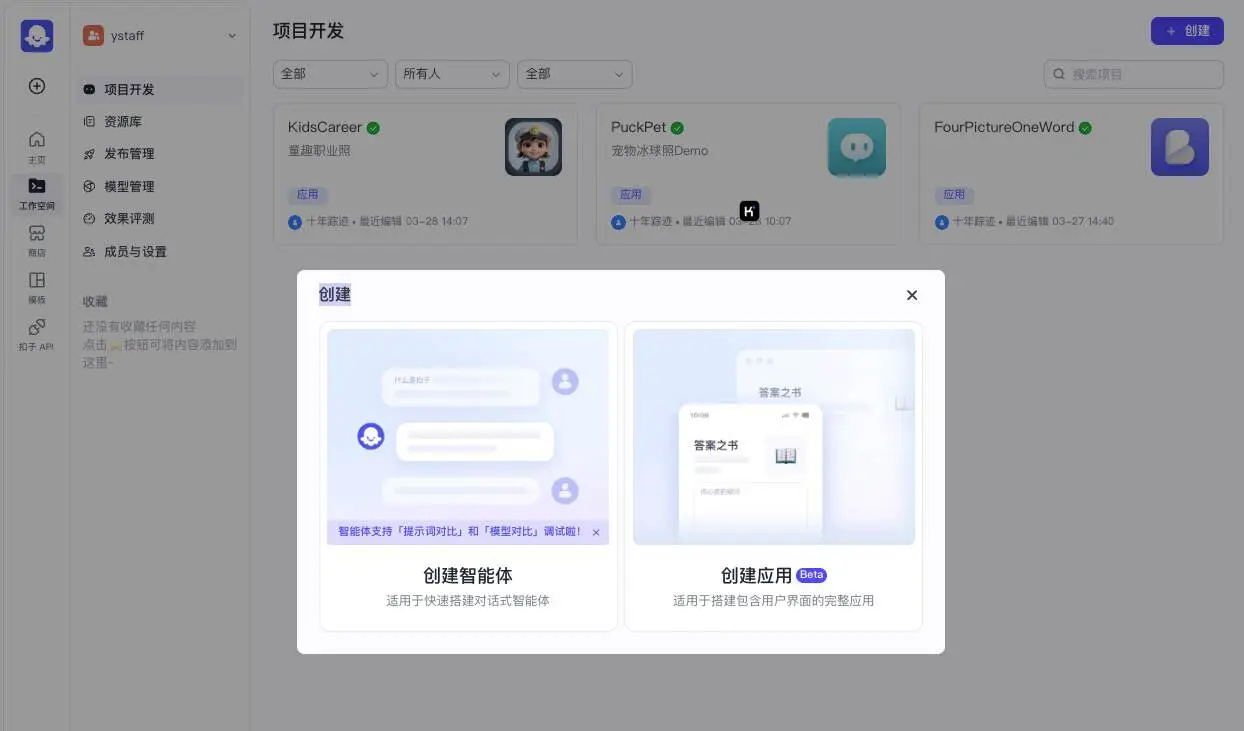 ystaff
项目开发
资源库
发布管理
模型管理
效果评测
成员与设置
收藏
还没有收藏任何内容
点击 按钮可将内容添加到
这里~
主页
工作空间
商店
模板
扣子 API
项目开发
+ 创建
全部
所有人
全部
搜索项目
KidsCareer
童趣职业照
应用
十年踪迹 • 最近编辑 03-28 14:07
PuckPet
宠物冰球照Demo
应用
十年踪迹 • 最近编辑 03-28 10:07
FourPictureOneWord
应用
十年踪迹 • 最近编辑 03-27 14:40
创建
什么是扣子
智能体支持「提示词对比」和「模型对比」调试啦！
创建智能体
适用于快速搭建对话式智能体
答案之书
答案之书
创建应用 Beta
适用于搭建包含用户界面的完整应用